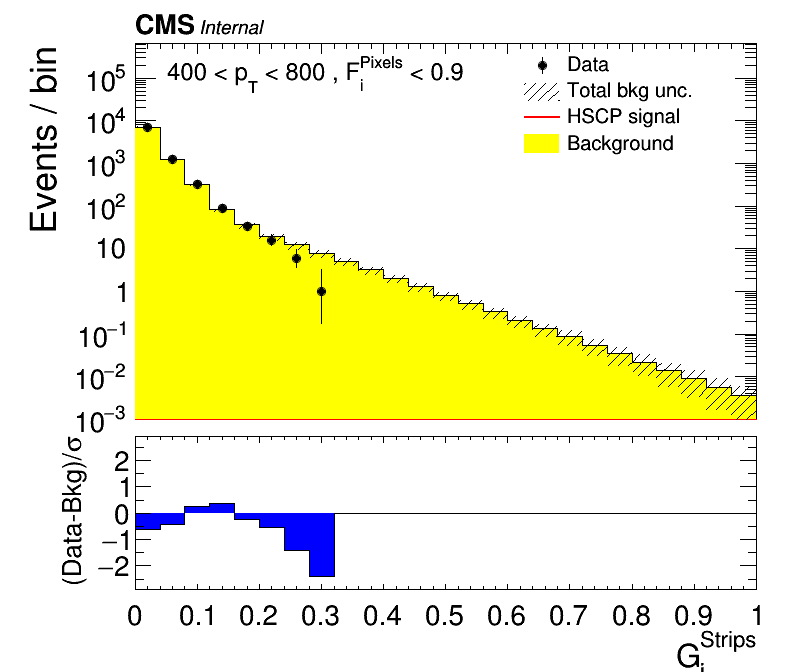 CMS Internal
400 < p_T < 800 , F_i^Pixels < 0.9
Data
Total bkg unc.
HSCP signal
Background
Events / bin
10^5
10^4
10^3
10^2
10
1
10^−1
10^−2
10^−3
(Data-Bkg)/σ
2
1
0
−1
−2
0 0.1 0.2 0.3 0.4 0.5 0.6 0.7 0.8 0.9 1
G_i^Strips